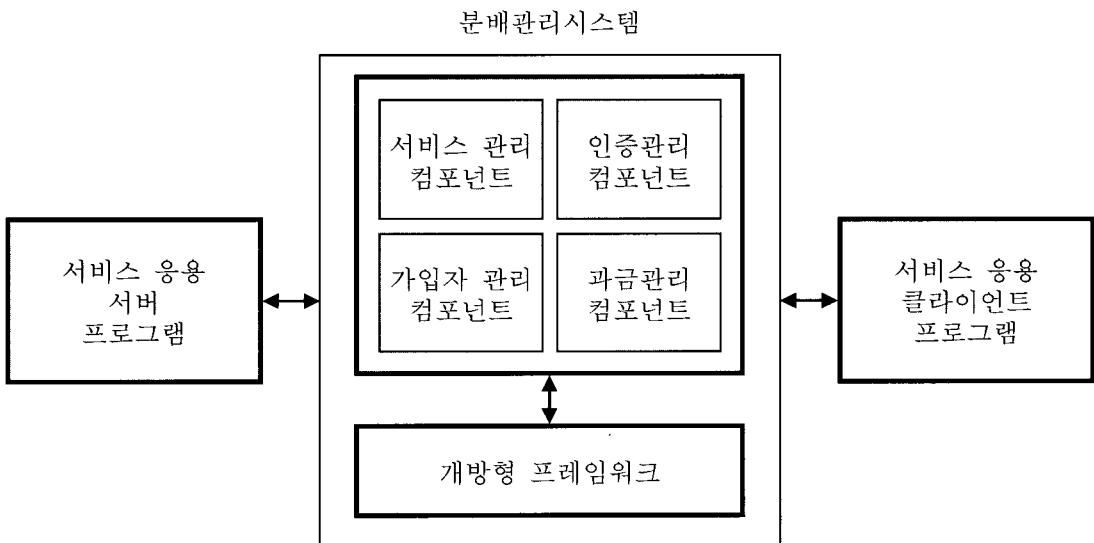 분배관리시스템
서비스 관리
컴포넌트
인증관리
컴포넌트
가입자 관리
컴포넌트
과금관리
컴포넌트
서비스 응용
서버
프로그램
서비스 응용
클라이언트
프로그램
개방형 프레임워크